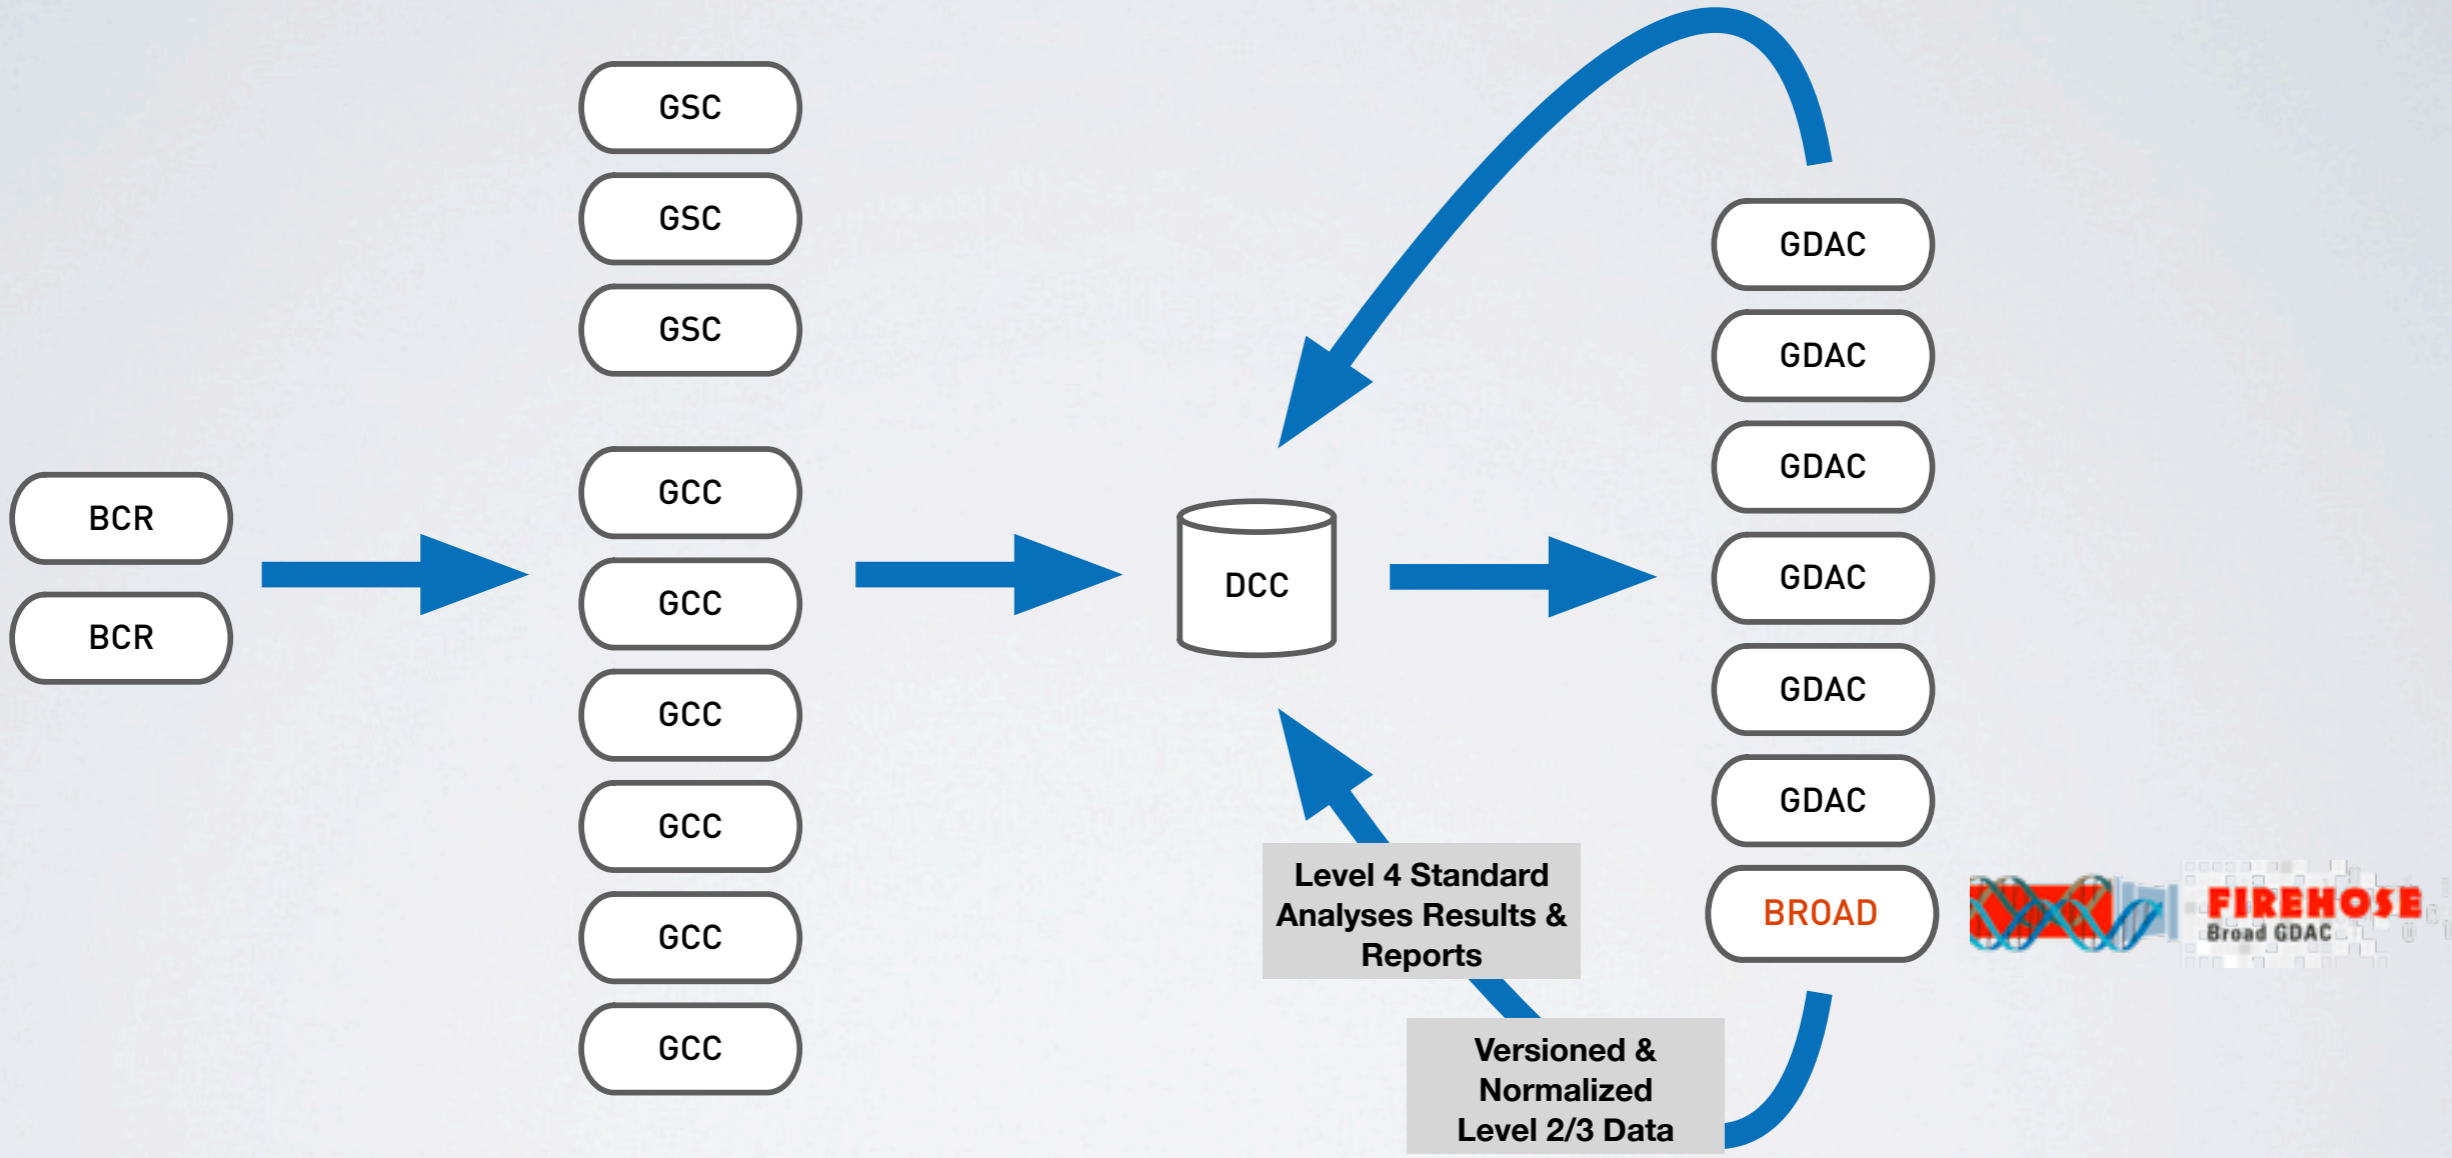 BCR
BCR
GSC
GSC
GSC
GCC
GCC
GCC
GCC
GCC
GCC
DCC
GDAC
GDAC
GDAC
GDAC
GDAC
GDAC
BROAD
FIREHOSE
Broad GDAC
Level 4 Standard
Analyses Results &
Reports
Versioned &
Normalized
Level 2/3 Data